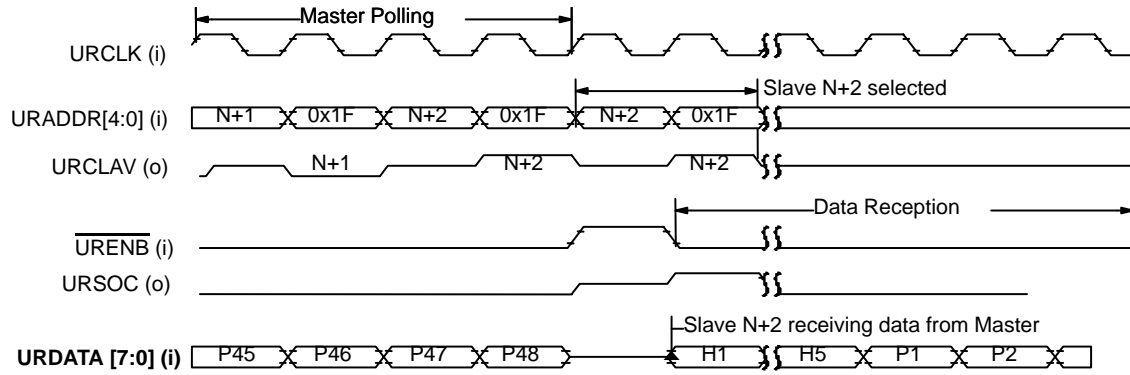 Master Polling
URCLK (i)
Slave N+2 selected
URADDR[4:0] (i) N+1 0x1F N+2 0x1F N+2 0x1F
URCLAV (o) N+1 N+2 N+2
Data Reception
URENB (i)
URSOC (o)
Slave N+2 receiving data from Master
URDATA [7:0] (i) P45 P46 P47 P48 H1 H5 P1 P2